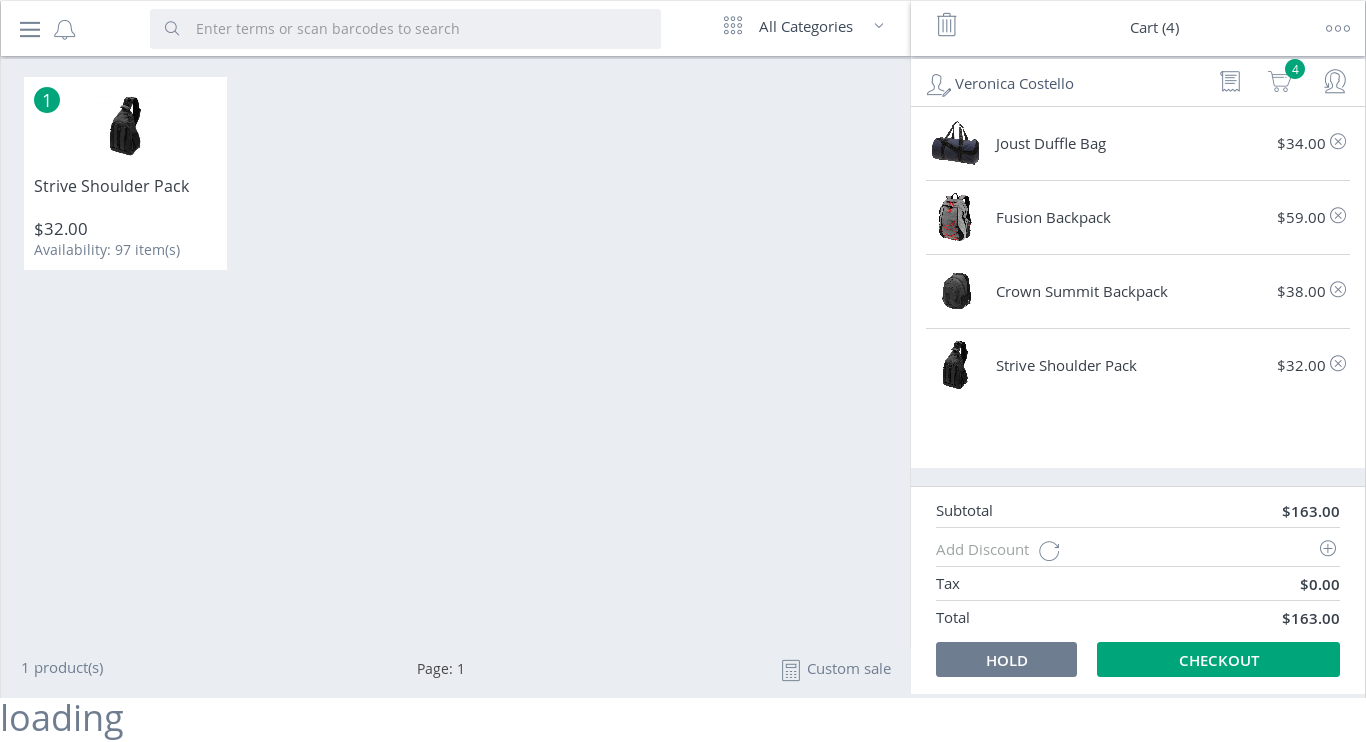 Enter terms or scan barcodes to search
All Categories
Cart (4)
Veronica Costello
4
1
Strive Shoulder Pack
$32.00
Availability: 97 item(s)
Joust Duffle Bag $34.00
Fusion Backpack $59.00
Crown Summit Backpack $38.00
Strive Shoulder Pack $32.00
Subtotal $163.00
Add Discount
Tax $0.00
Total $163.00
HOLD CHECKOUT
1 product(s)
Page: 1
Custom sale
loading